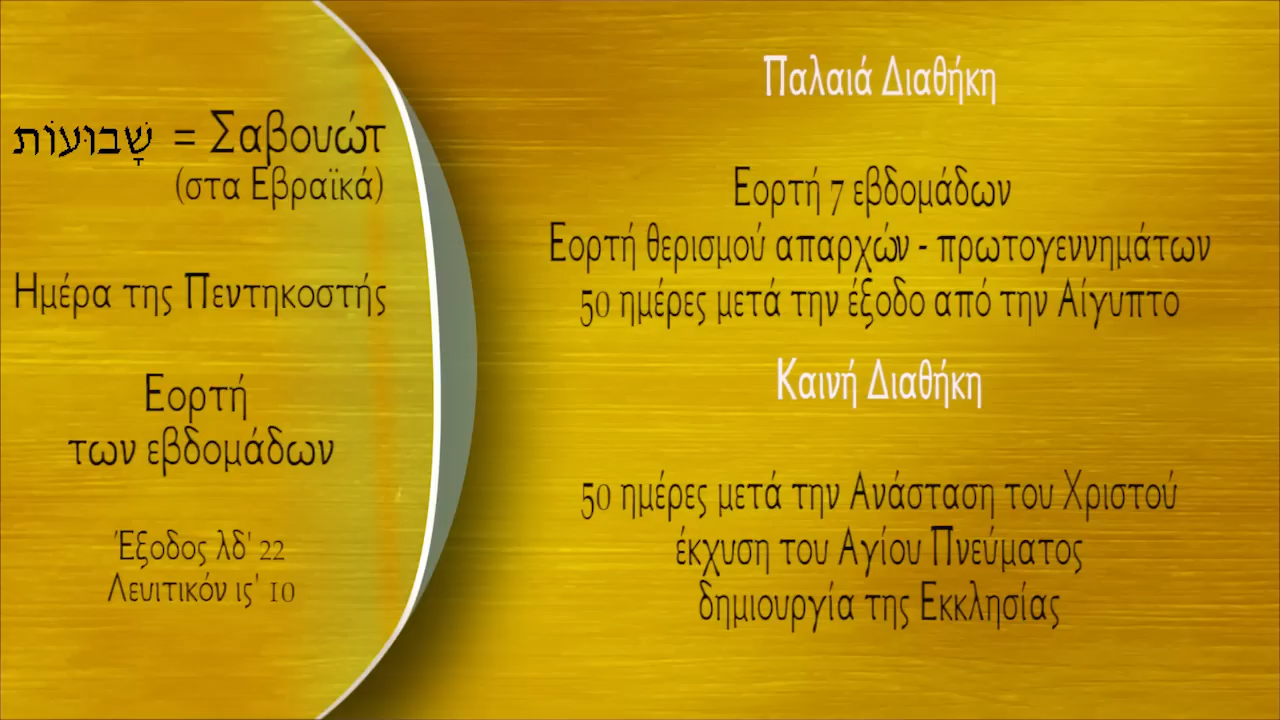 שָׁבוּעוֹת = Σαβουώτ
(στα Εβραϊκά)
Ημέρα της Πεντηκοστής
Εορτή
των εβδομάδων
Έξοδος λδ' 22
Λευιτικόν ις' 10
Παλαιά Διαθήκη
Εορτή 7 εβδομάδων
Εορτή θερισμού απαρχών - πρωτογεννημάτων
50 ημέρες μετά την έξοδο από την Αίγυπτο
Καινή Διαθήκη
50 ημέρες μετά την Ανάσταση του Χριστού
έκχυση του Αγίου Πνεύματος
δημιουργία της Εκκλησίας